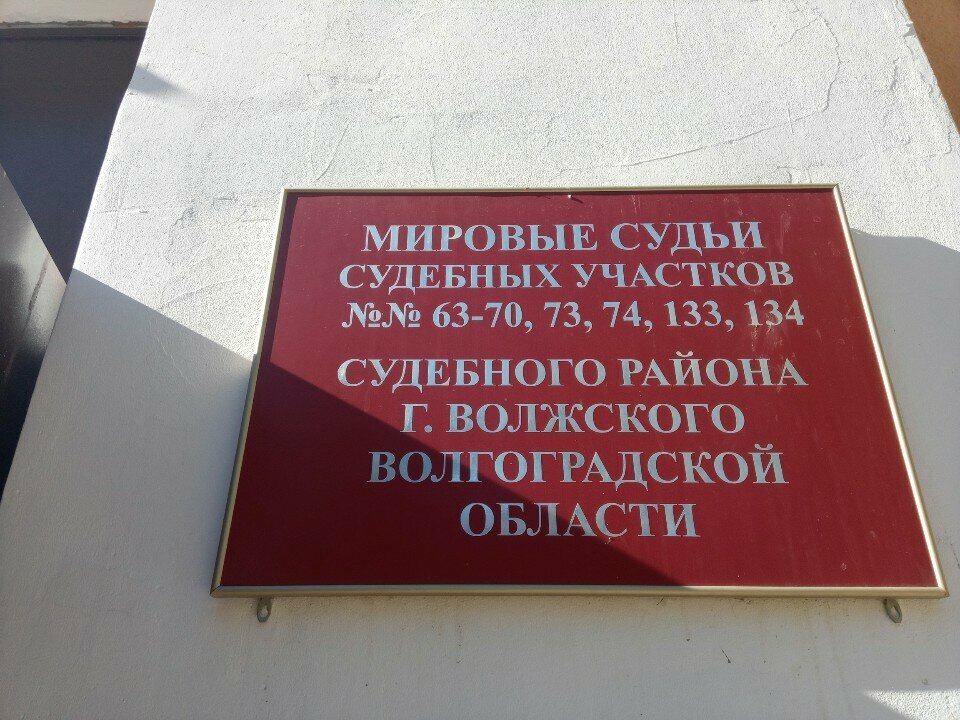 МИРОВЫЕ СУДЬИ
СУДЕБНЫХ УЧАСТКОВ
№№ 63-70, 73, 74, 133, 134
СУДЕБНОГО РАЙОНА
Г. ВОЛЖСКОГО
ВОЛГОГРАДСКОЙ
ОБЛАСТИ